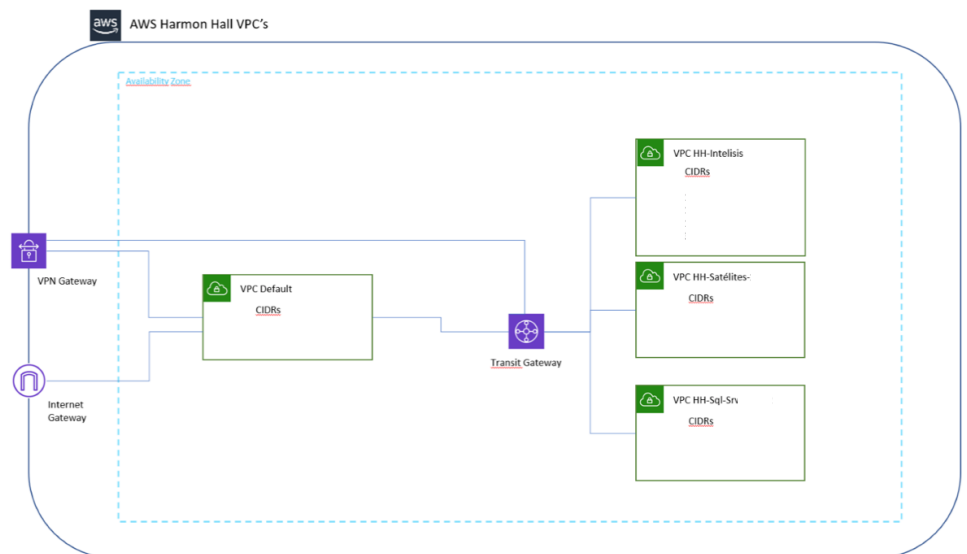 aws
AWS Harmon Hall VPC's
Availability Zone
VPC HH-Intelisis
CIDRs
VPN Gateway
VPC Default
CIDRs
VPC HH-Satélites-
CIDRs
Transit Gateway
Internet
Gateway
VPC HH-Sql-Srv
CIDRs